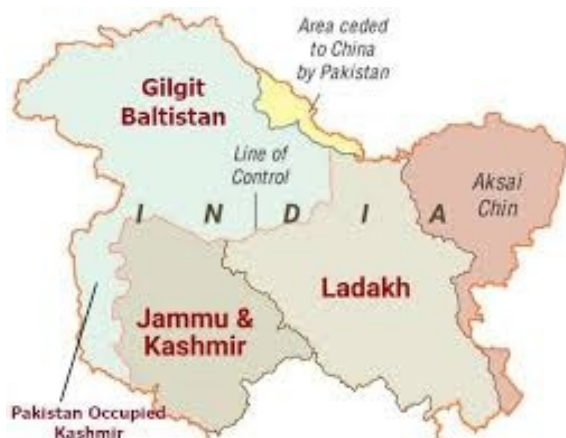 Area ceded
to China
by Pakistan
Gilgit
Baltistan
Line of
Control
Aksai
Chin
I N D I A
Ladakh
Jammu &
Kashmir
Pakistan Occupied
Kashmir